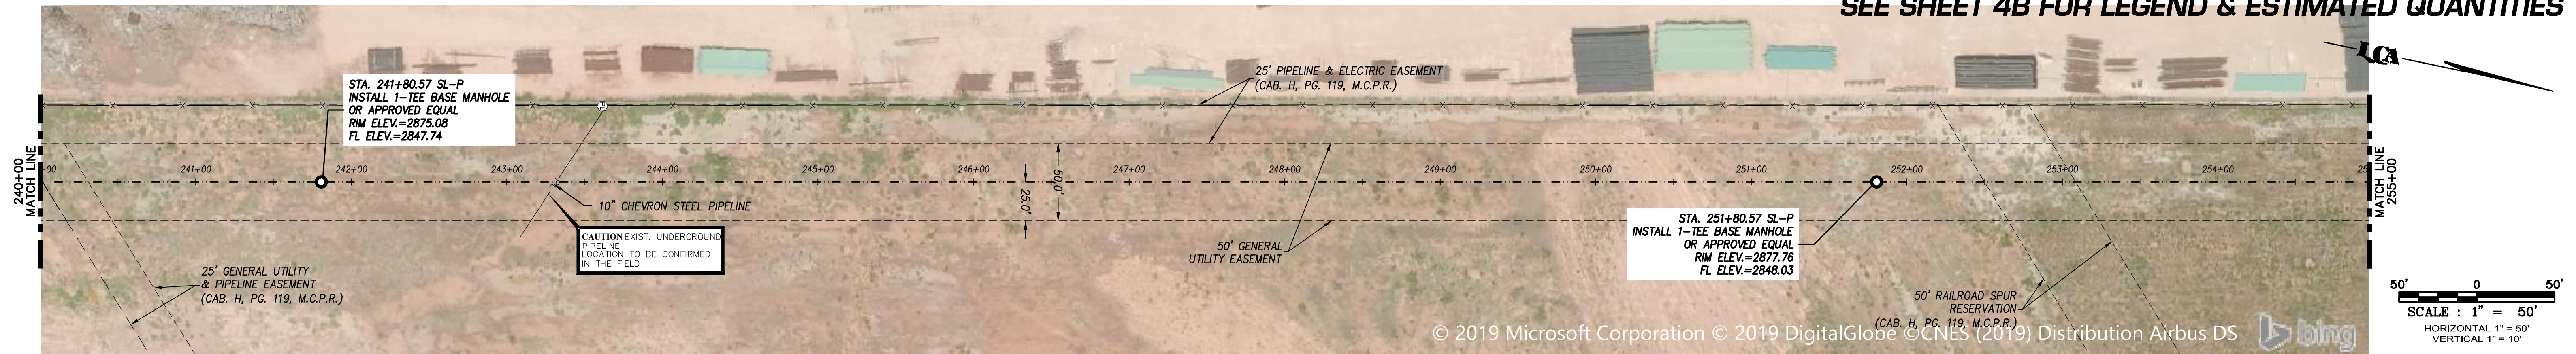 SEE SHEET 4B FOR LEGEND & ESTIMATED QUANTITIES
LCA
STA. 241+80.57 SL-P
INSTALL 1-TEE BASE MANHOLE
OR APPROVED EQUAL
RIM ELEV.=2875.08
FL ELEV.=2847.74
25' PIPELINE & ELECTRIC EASEMENT
(CAB. H, PG. 119, M.C.P.R.)
240+00
MATCH LINE
241+00
242+00
243+00
244+00
245+00
246+00
247+00
248+00
249+00
250+00
251+00
252+00
253+00
254+00
MATCH LINE
255+00
50.0'
25.0'
10" CHEVRON STEEL PIPELINE
CAUTION EXIST. UNDERGROUND
PIPELINE
LOCATION TO BE CONFIRMED
IN THE FIELD
50' GENERAL
UTILITY EASEMENT
STA. 251+80.57 SL-P
INSTALL 1-TEE BASE MANHOLE
OR APPROVED EQUAL
RIM ELEV.=2877.76
FL ELEV.=2848.03
25' GENERAL UTILITY
& PIPELINE EASEMENT
(CAB. H, PG. 119, M.C.P.R.)
50' RAILROAD SPUR
RESERVATION
(CAB. H, PG. 119, M.C.P.R.)
50' 0 50'
SCALE : 1" = 50'
HORIZONTAL 1" = 50'
VERTICAL 1" = 10'
© 2019 Microsoft Corporation © 2019 DigitalGlobe ©CNES (2019) Distribution Airbus DS
bing